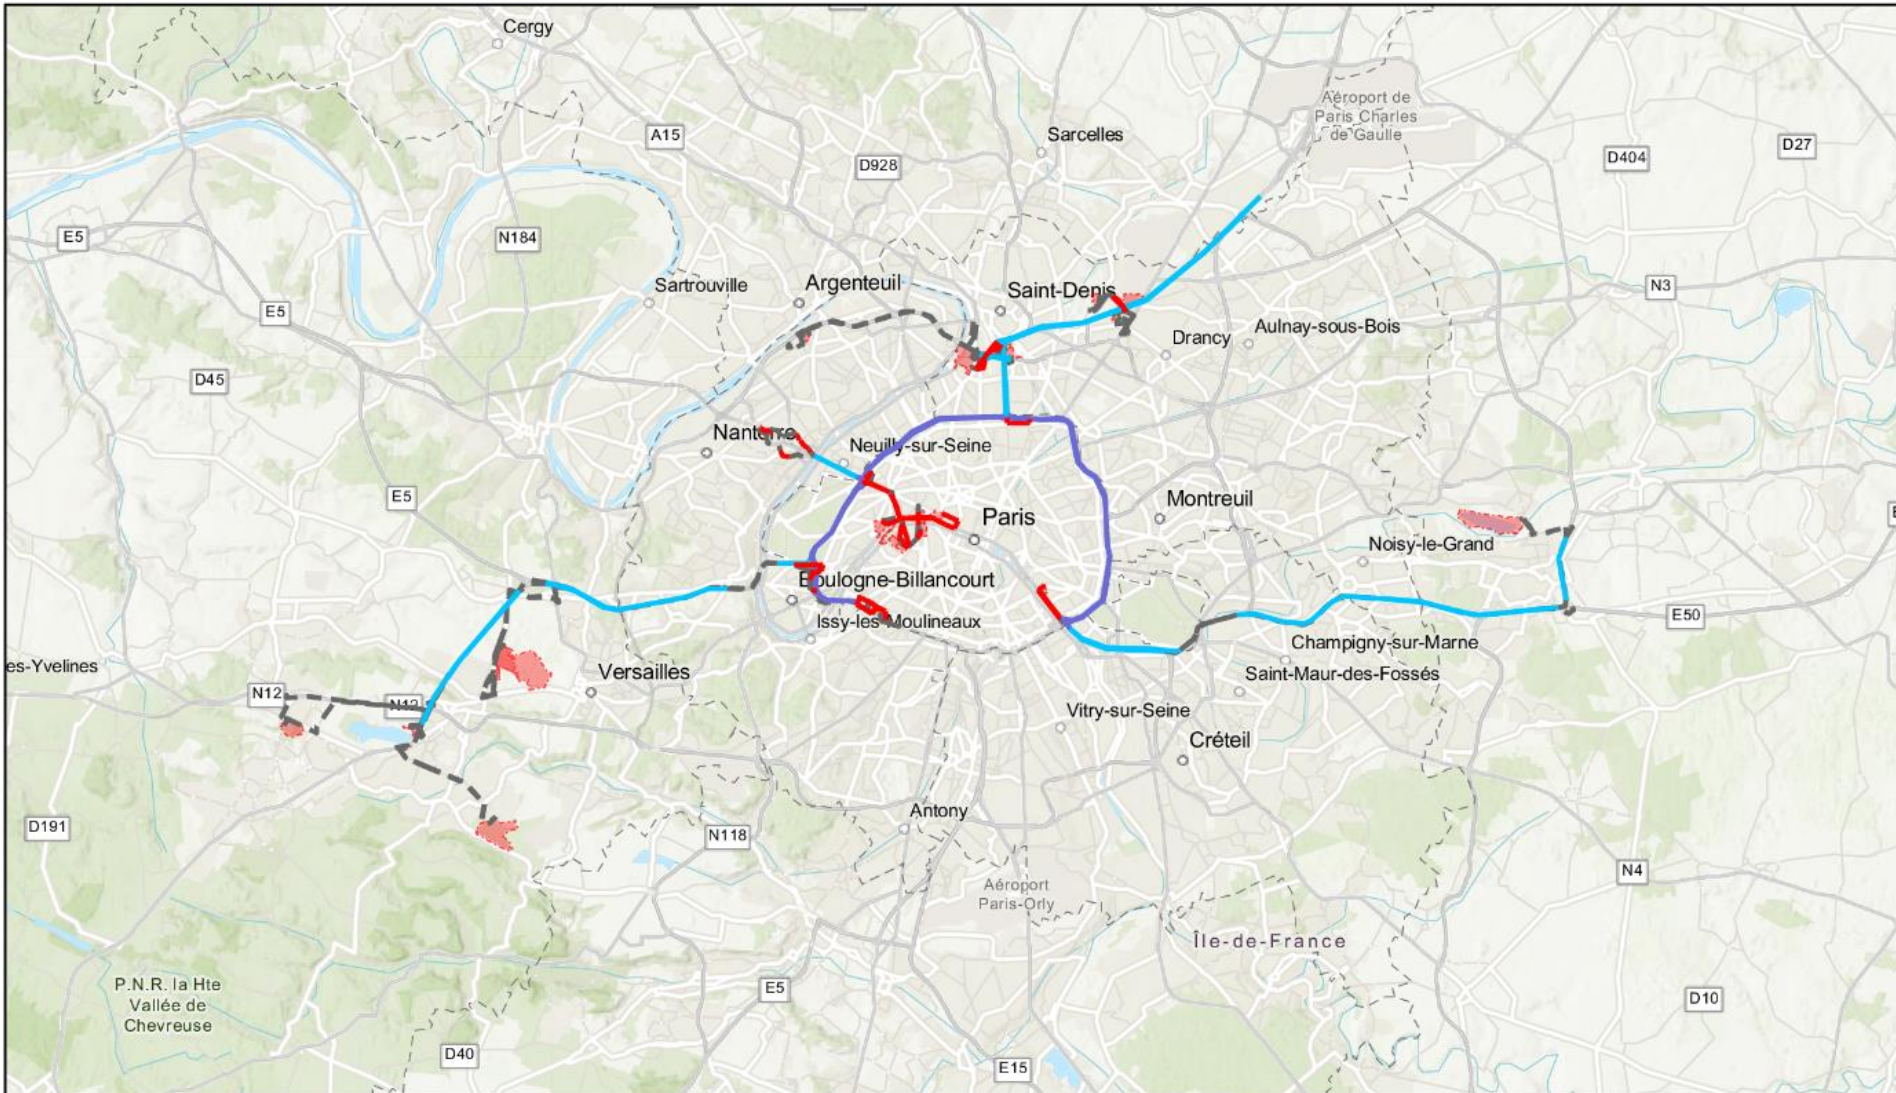 Cergy
Aéroport de
Paris Charles
de Gaulle
A15
Sarcelles
D27
D404
D928
E5
N184
Sartrouville
Argenteuil
Saint-Denis
N3
E5
Drancy
Aulnay-sous-Bois
D45
Nanterre
Neuilly-sur-Seine
E5
Montreuil
Paris
Noisy-le-Grand
Boulogne-Billancourt
E50
Issy-les-Moulineaux
Champigny-sur-Marne
es-Yvelines
Versailles
Saint-Maur-des-Fossés
N12
N12
Vitry-sur-Seine
Créteil
Antony
D191
N118
N4
Aéroport
Paris-Orly
Île-de-France
P.N.R. la Hte
Vallée de
Chevreuse
E5
D10
D40
E15